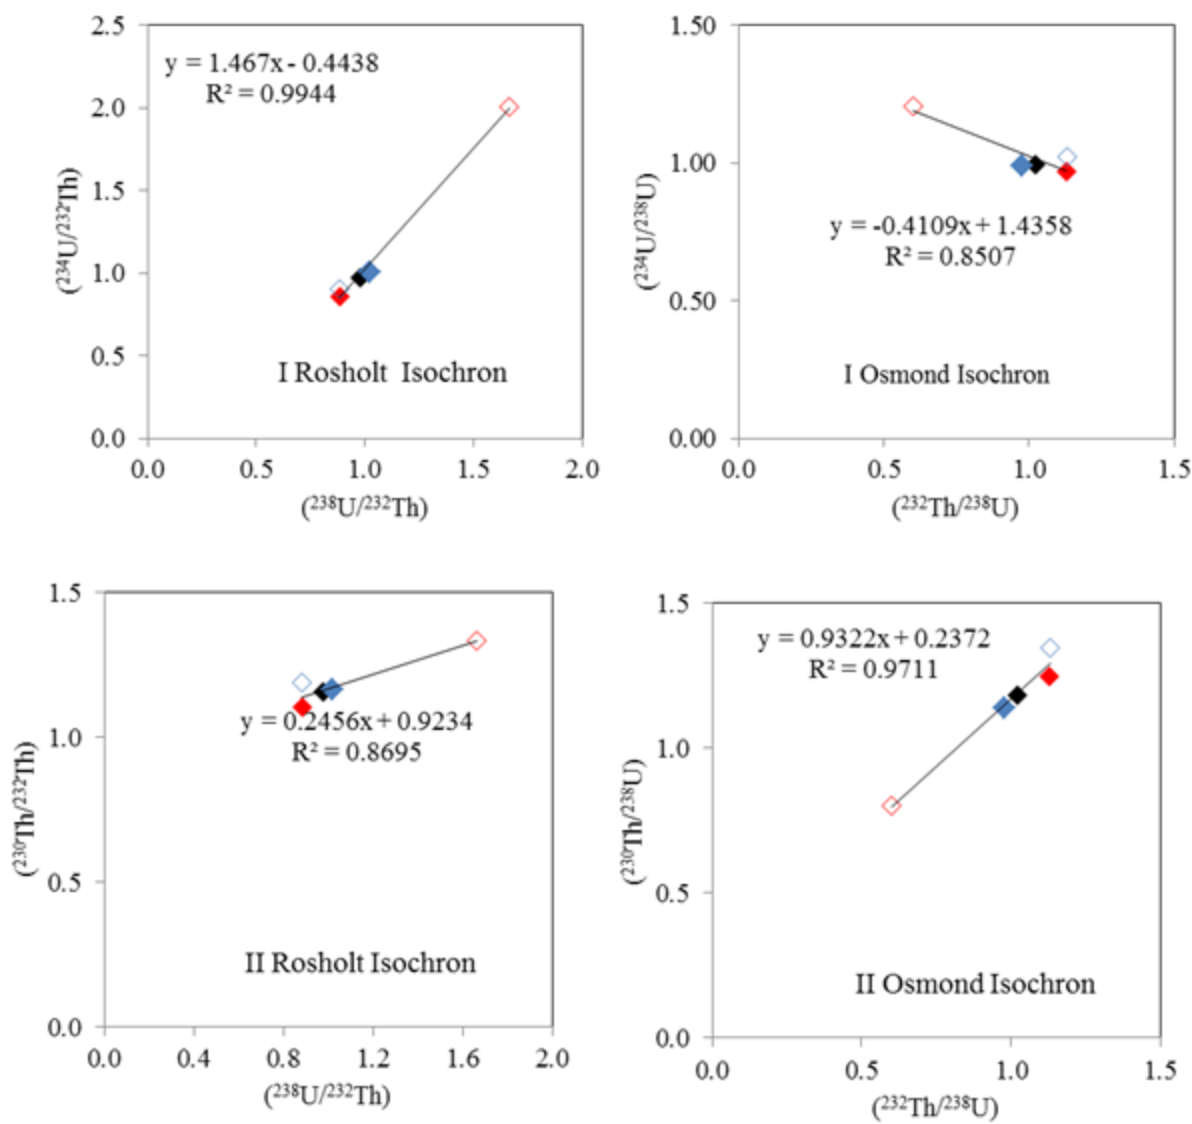 2.5
y = 1.467x - 0.4438
R² = 0.9944
2.0
1.5
1.0
0.5
0.0
(²³⁴U/²³²Th)
I Rosholt Isochron
0.0 0.5 1.0 1.5 2.0
(²³⁸U/²³²Th)
1.50
1.00
0.50
0.00
(²³⁴U/²³⁸U)
y = -0.4109x + 1.4358
R² = 0.8507
I Osmond Isochron
0.0 0.5 1.0 1.5
(²³²Th/²³⁸U)
1.5
1.0
0.5
0.0
(²³⁰Th/²³²Th)
y = 0.2456x + 0.9234
R² = 0.8695
II Rosholt Isochron
0.0 0.4 0.8 1.2 1.6 2.0
(²³⁸U/²³²Th)
1.5
1.0
0.5
0.0
(²³⁰Th/²³⁸U)
y = 0.9322x + 0.2372
R² = 0.9711
II Osmond Isochron
0.0 0.5 1.0 1.5
(²³²Th/²³⁸U)